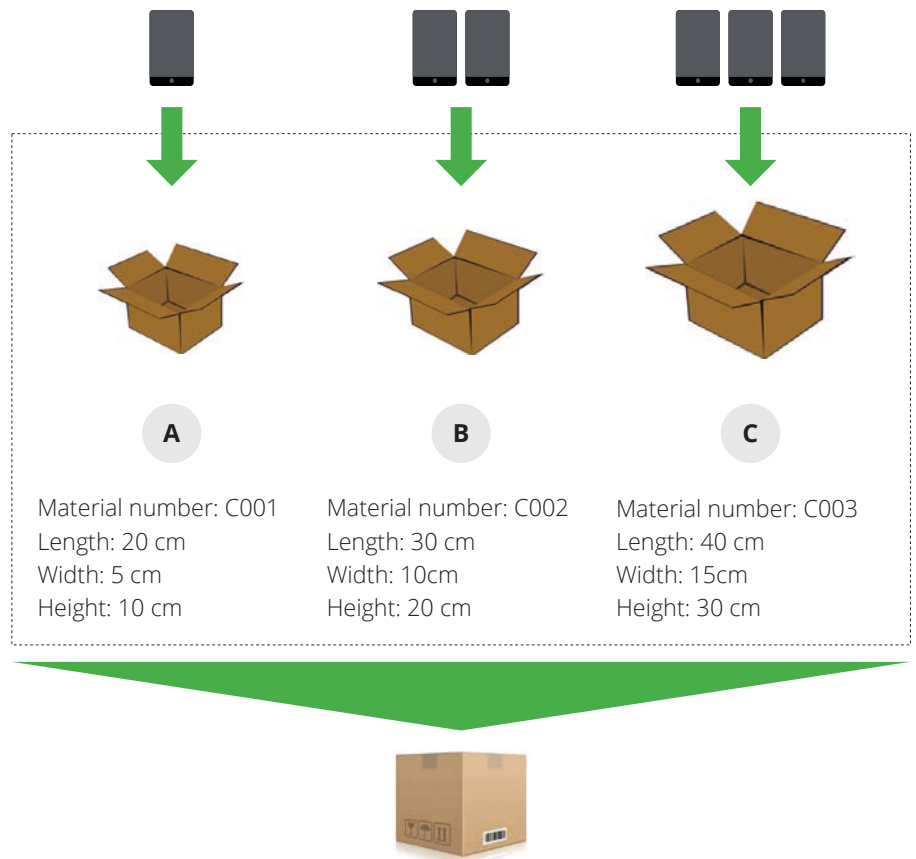 A
B
C
Material number: C001
Length: 20 cm
Width: 5 cm
Height: 10 cm
Material number: C002
Length: 30 cm
Width: 10cm
Height: 20 cm
Material number: C003
Length: 40 cm
Width: 15cm
Height: 30 cm